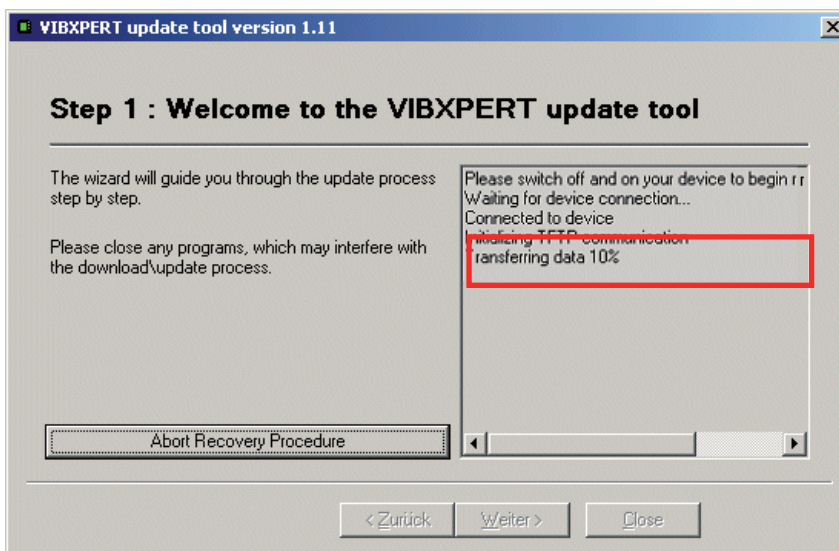 VIBXPERT update tool version 1.11
Step 1 : Welcome to the VIBXPERT update tool
The wizard will guide you through the update process
step by step.
Please close any programs, which may interfere with
the download\update process.
Please switch off and on your device to begin
Waiting for device connection...
Connected to device
Initializing TFTP communication
Transferring data 10%
Abort Recovery Procedure
< Zurück
Weiter >
Close